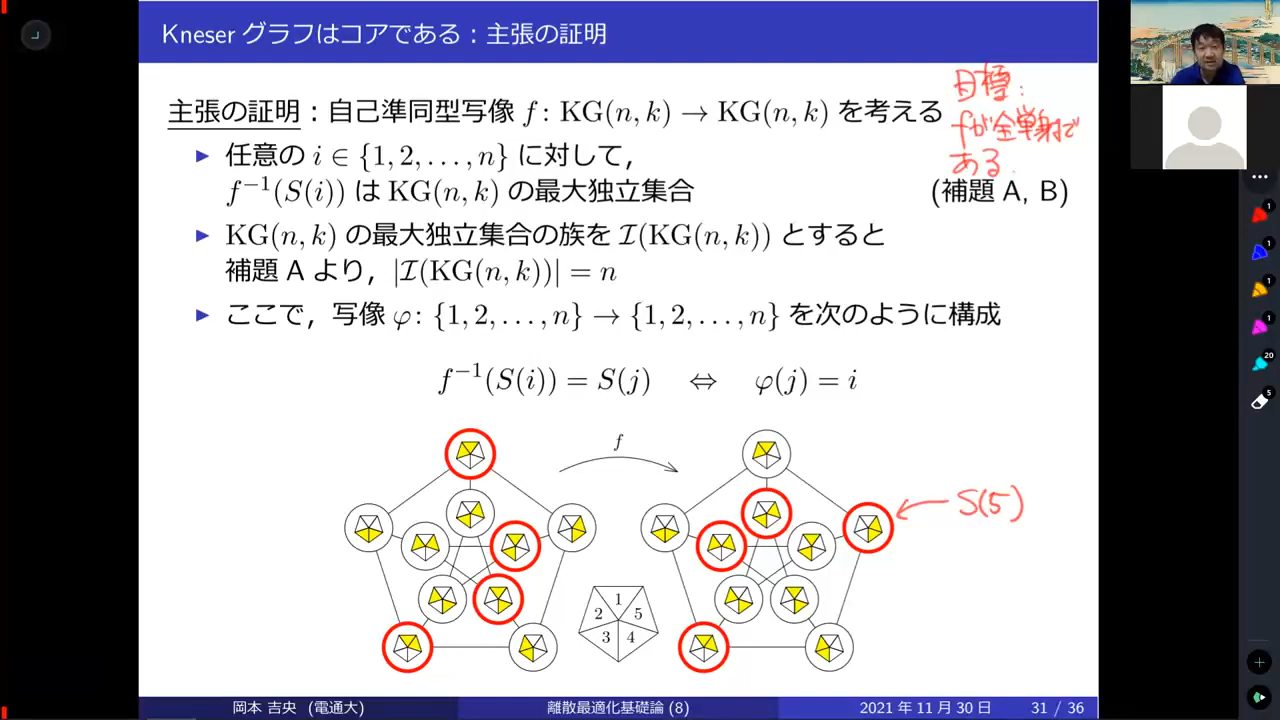 Kneser グラフはコアである：主張の証明
主張の証明：自己準同型写像 f : KG(n, k) → KG(n, k) を考える
目標：
fが全単射で
ある.
▶ 任意の i ∈ {1, 2, . . . , n} に対して，
f⁻¹(S(i)) は KG(n, k) の最大独立集合
(補題 A, B)
▶ KG(n, k) の最大独立集合の族を 𝓘(KG(n, k)) とすると
補題 A より，|𝓘(KG(n, k))| = n
▶ ここで，写像 φ : {1, 2, . . . , n} → {1, 2, . . . , n} を次のように構成
f⁻¹(S(i)) = S(j) ⇔ φ(j) = i
f
S(5)
1
2
5
3
4
岡本 吉央 (電通大)
離散最適化基礎論 (8)
2021 年 11 月 30 日
31 / 36
1
1
1
1
20
5